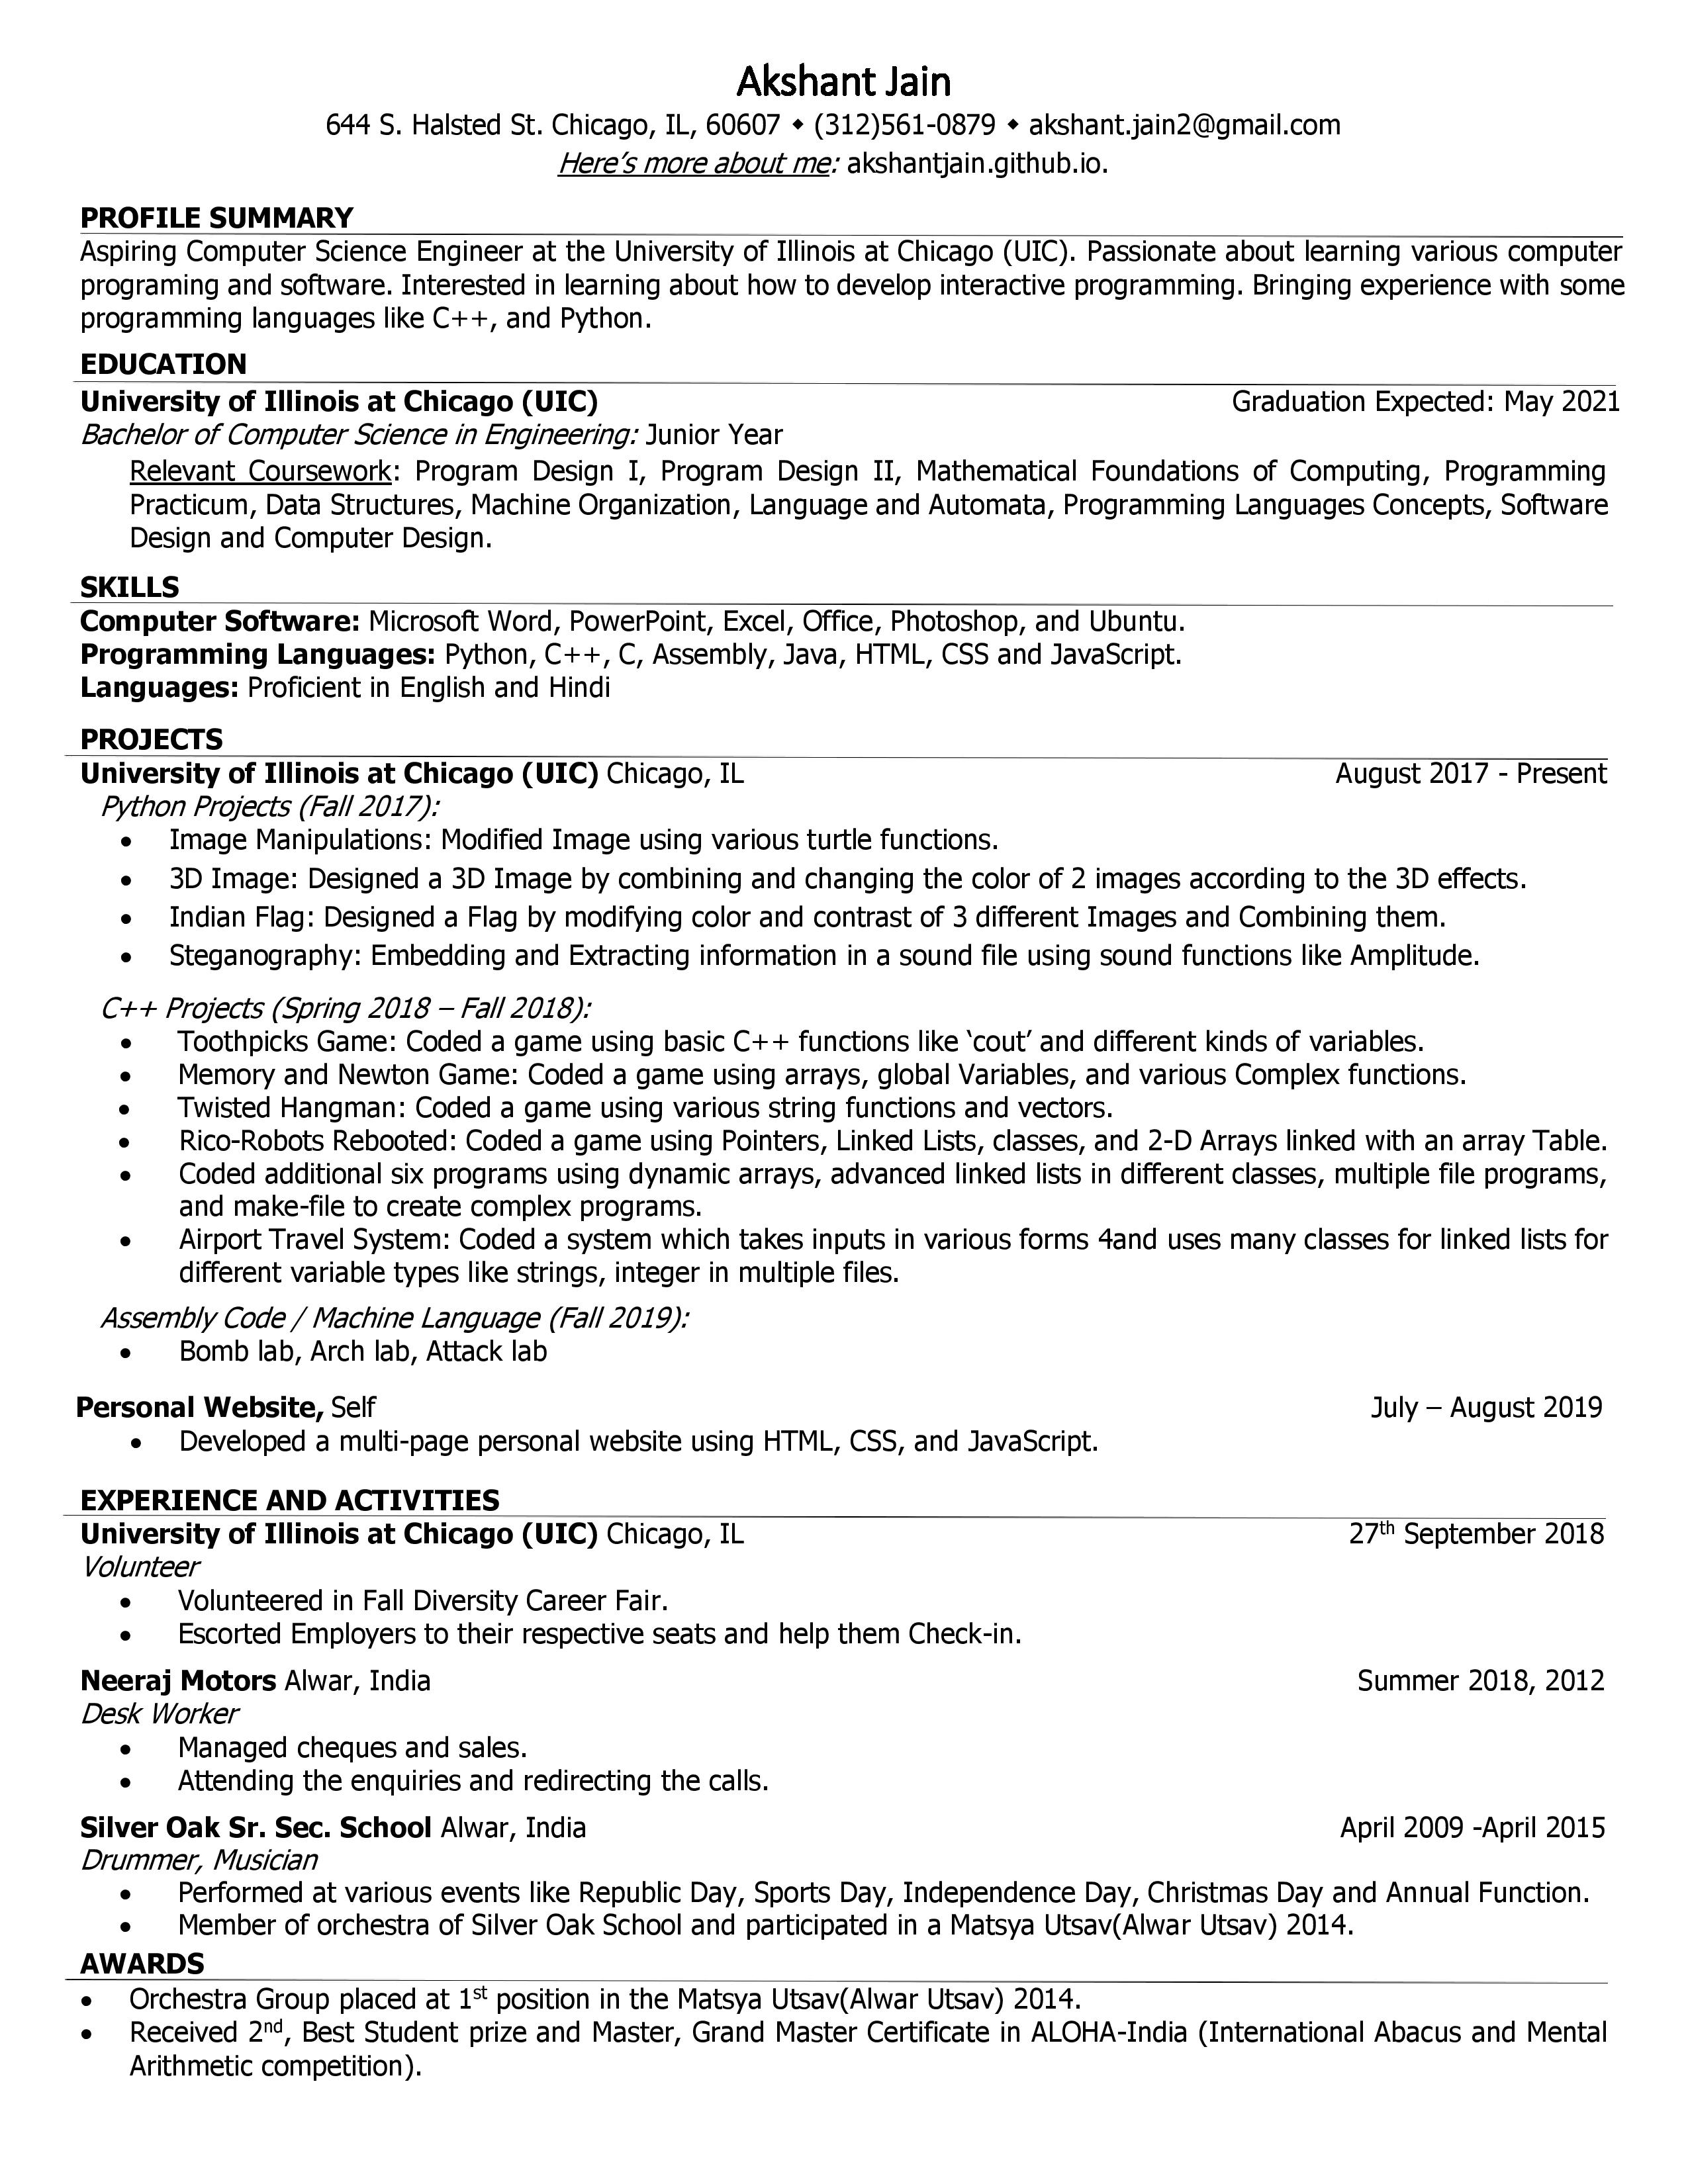 Akshant Jain
644 S. Halsted St. Chicago, IL, 60607 ⬥ (312)561-0879 ⬥ akshant.jain2@gmail.com
Here’s more about me: akshantjain.github.io.
PROFILE SUMMARY
Aspiring Computer Science Engineer at the University of Illinois at Chicago (UIC). Passionate about learning various computer
programing and software. Interested in learning about how to develop interactive programming. Bringing experience with some
programming languages like C++, and Python.
EDUCATION
University of Illinois at Chicago (UIC) Graduation Expected: May 2021
Bachelor of Computer Science in Engineering: Junior Year
Relevant Coursework: Program Design I, Program Design II, Mathematical Foundations of Computing, Programming
Practicum, Data Structures, Machine Organization, Language and Automata, Programming Languages Concepts, Software
Design and Computer Design.
SKILLS
Computer Software: Microsoft Word, PowerPoint, Excel, Office, Photoshop, and Ubuntu.
Programming Languages: Python, C++, C, Assembly, Java, HTML, CSS and JavaScript.
Languages: Proficient in English and Hindi
PROJECTS
University of Illinois at Chicago (UIC) Chicago, IL August 2017 - Present
Python Projects (Fall 2017):
• Image Manipulations: Modified Image using various turtle functions.
• 3D Image: Designed a 3D Image by combining and changing the color of 2 images according to the 3D effects.
• Indian Flag: Designed a Flag by modifying color and contrast of 3 different Images and Combining them.
• Steganography: Embedding and Extracting information in a sound file using sound functions like Amplitude.
C++ Projects (Spring 2018 – Fall 2018):
• Toothpicks Game: Coded a game using basic C++ functions like ‘cout’ and different kinds of variables.
• Memory and Newton Game: Coded a game using arrays, global Variables, and various Complex functions.
• Twisted Hangman: Coded a game using various string functions and vectors.
• Rico-Robots Rebooted: Coded a game using Pointers, Linked Lists, classes, and 2-D Arrays linked with an array Table.
• Coded additional six programs using dynamic arrays, advanced linked lists in different classes, multiple file programs,
and make-file to create complex programs.
• Airport Travel System: Coded a system which takes inputs in various forms 4and uses many classes for linked lists for
different variable types like strings, integer in multiple files.
Assembly Code / Machine Language (Fall 2019):
• Bomb lab, Arch lab, Attack lab
Personal Website, Self July – August 2019
• Developed a multi-page personal website using HTML, CSS, and JavaScript.
EXPERIENCE AND ACTIVITIES
University of Illinois at Chicago (UIC) Chicago, IL 27th September 2018
Volunteer
• Volunteered in Fall Diversity Career Fair.
• Escorted Employers to their respective seats and help them Check-in.
Neeraj Motors Alwar, India Summer 2018, 2012
Desk Worker
• Managed cheques and sales.
• Attending the enquiries and redirecting the calls.
Silver Oak Sr. Sec. School Alwar, India April 2009 -April 2015
Drummer, Musician
• Performed at various events like Republic Day, Sports Day, Independence Day, Christmas Day and Annual Function.
• Member of orchestra of Silver Oak School and participated in a Matsya Utsav(Alwar Utsav) 2014.
AWARDS
• Orchestra Group placed at 1st position in the Matsya Utsav(Alwar Utsav) 2014.
• Received 2nd, Best Student prize and Master, Grand Master Certificate in ALOHA-India (International Abacus and Mental
Arithmetic competition).